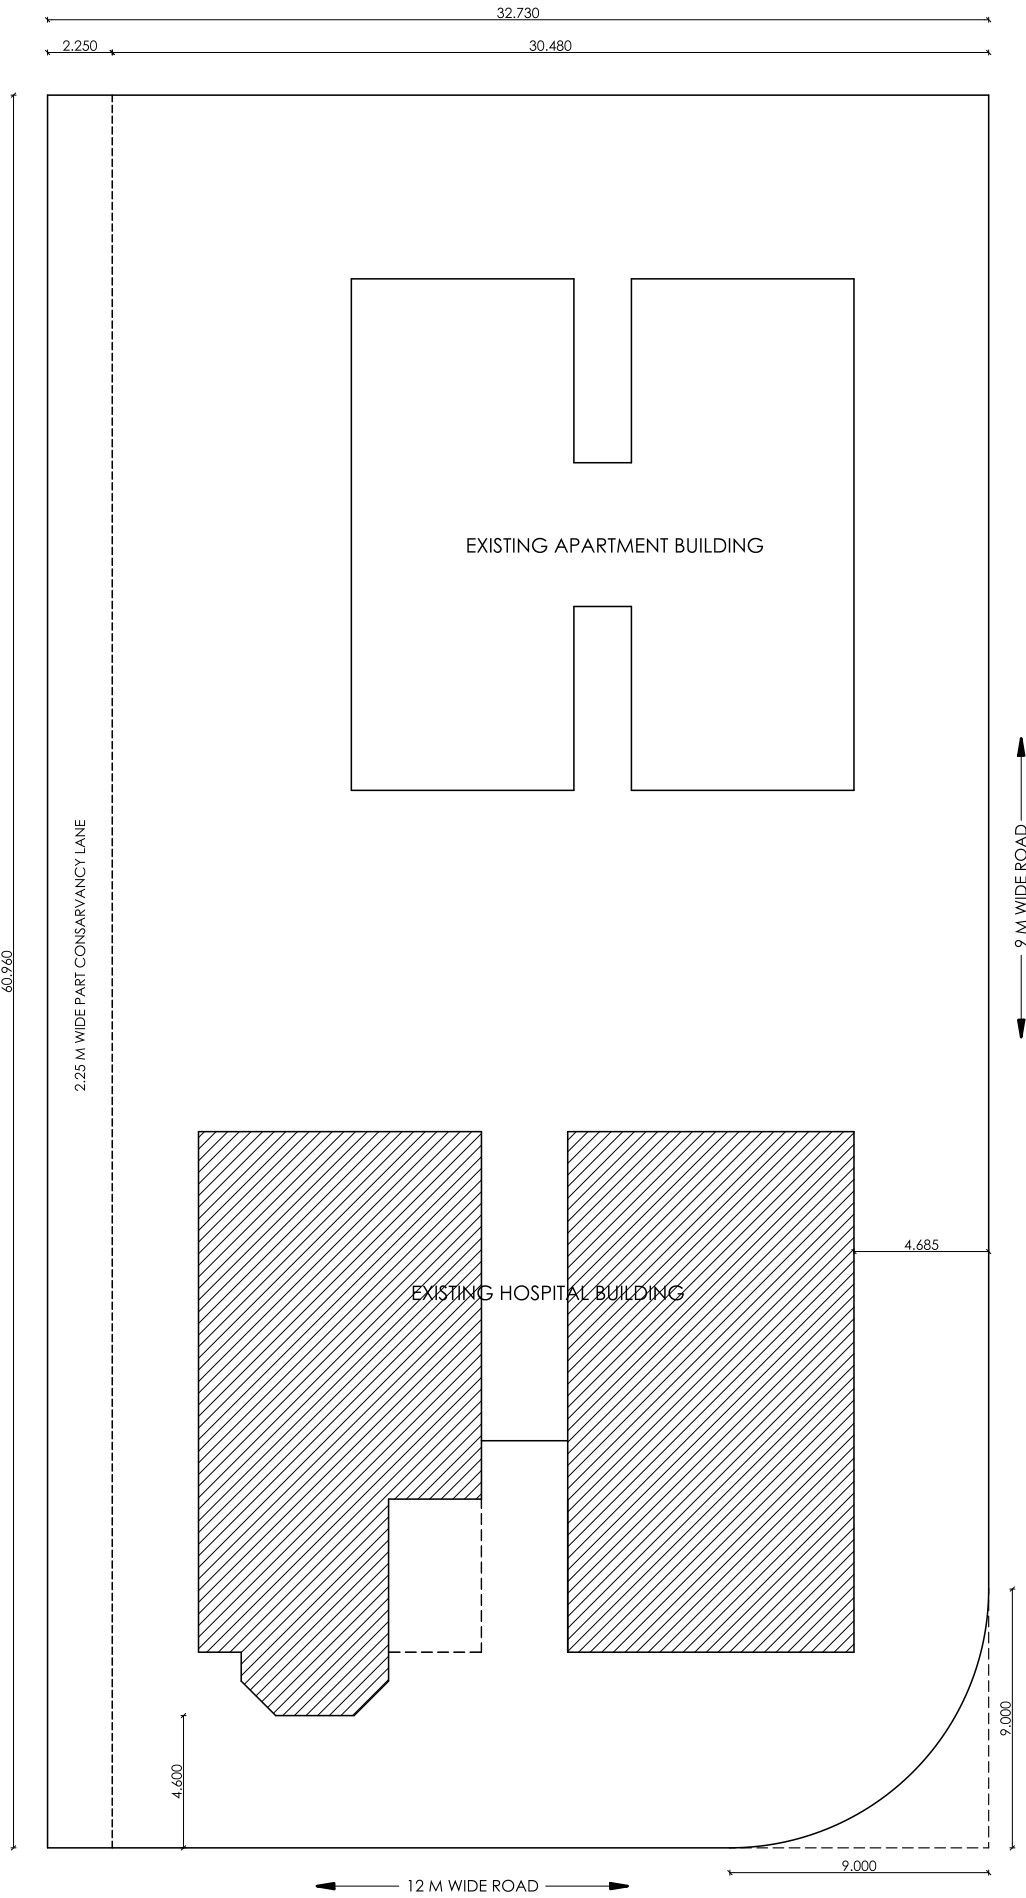 32.730
2.250
30.480
EXISTING APARTMENT BUILDING
9 M WIDE ROAD
2.25 M WIDE PART CONSARVANCY LANE
60.960
4.685
EXISTING HOSPITAL BUILDING
9.000
4.600
9.000
12 M WIDE ROAD